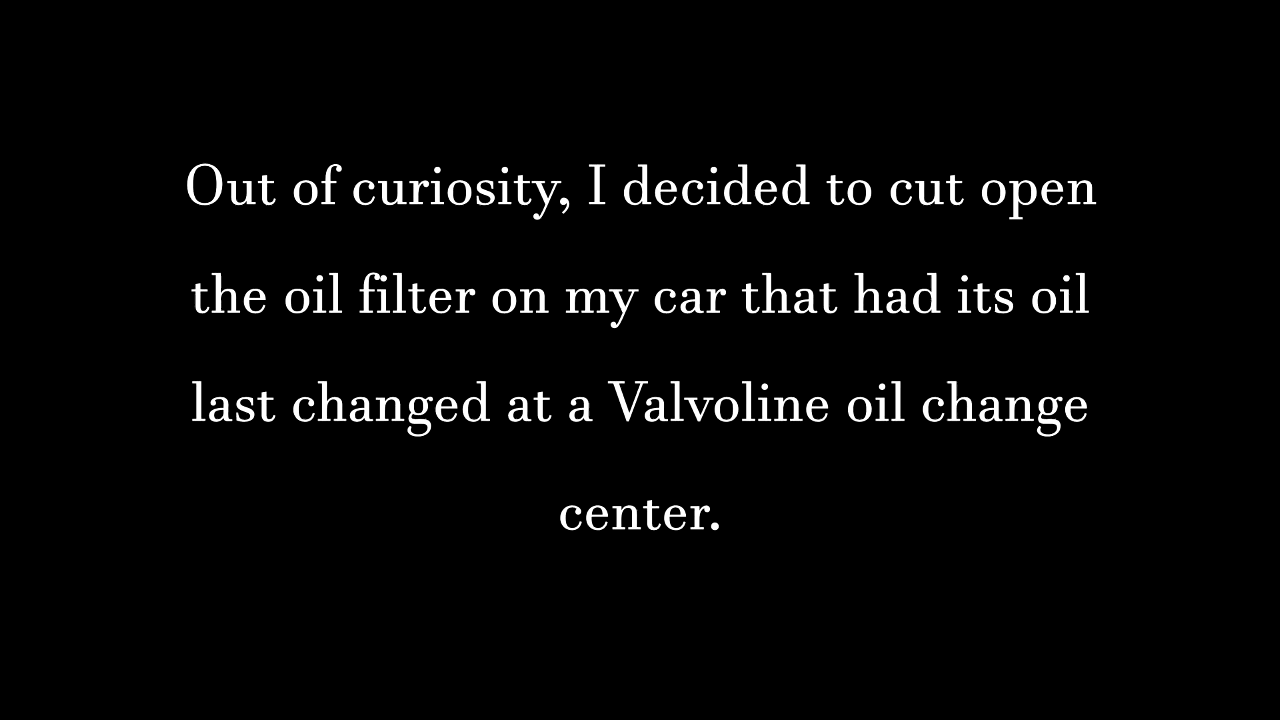 Out of curiosity, I decided to cut open
the oil filter on my car that had its oil
last changed at a Valvoline oil change
center.